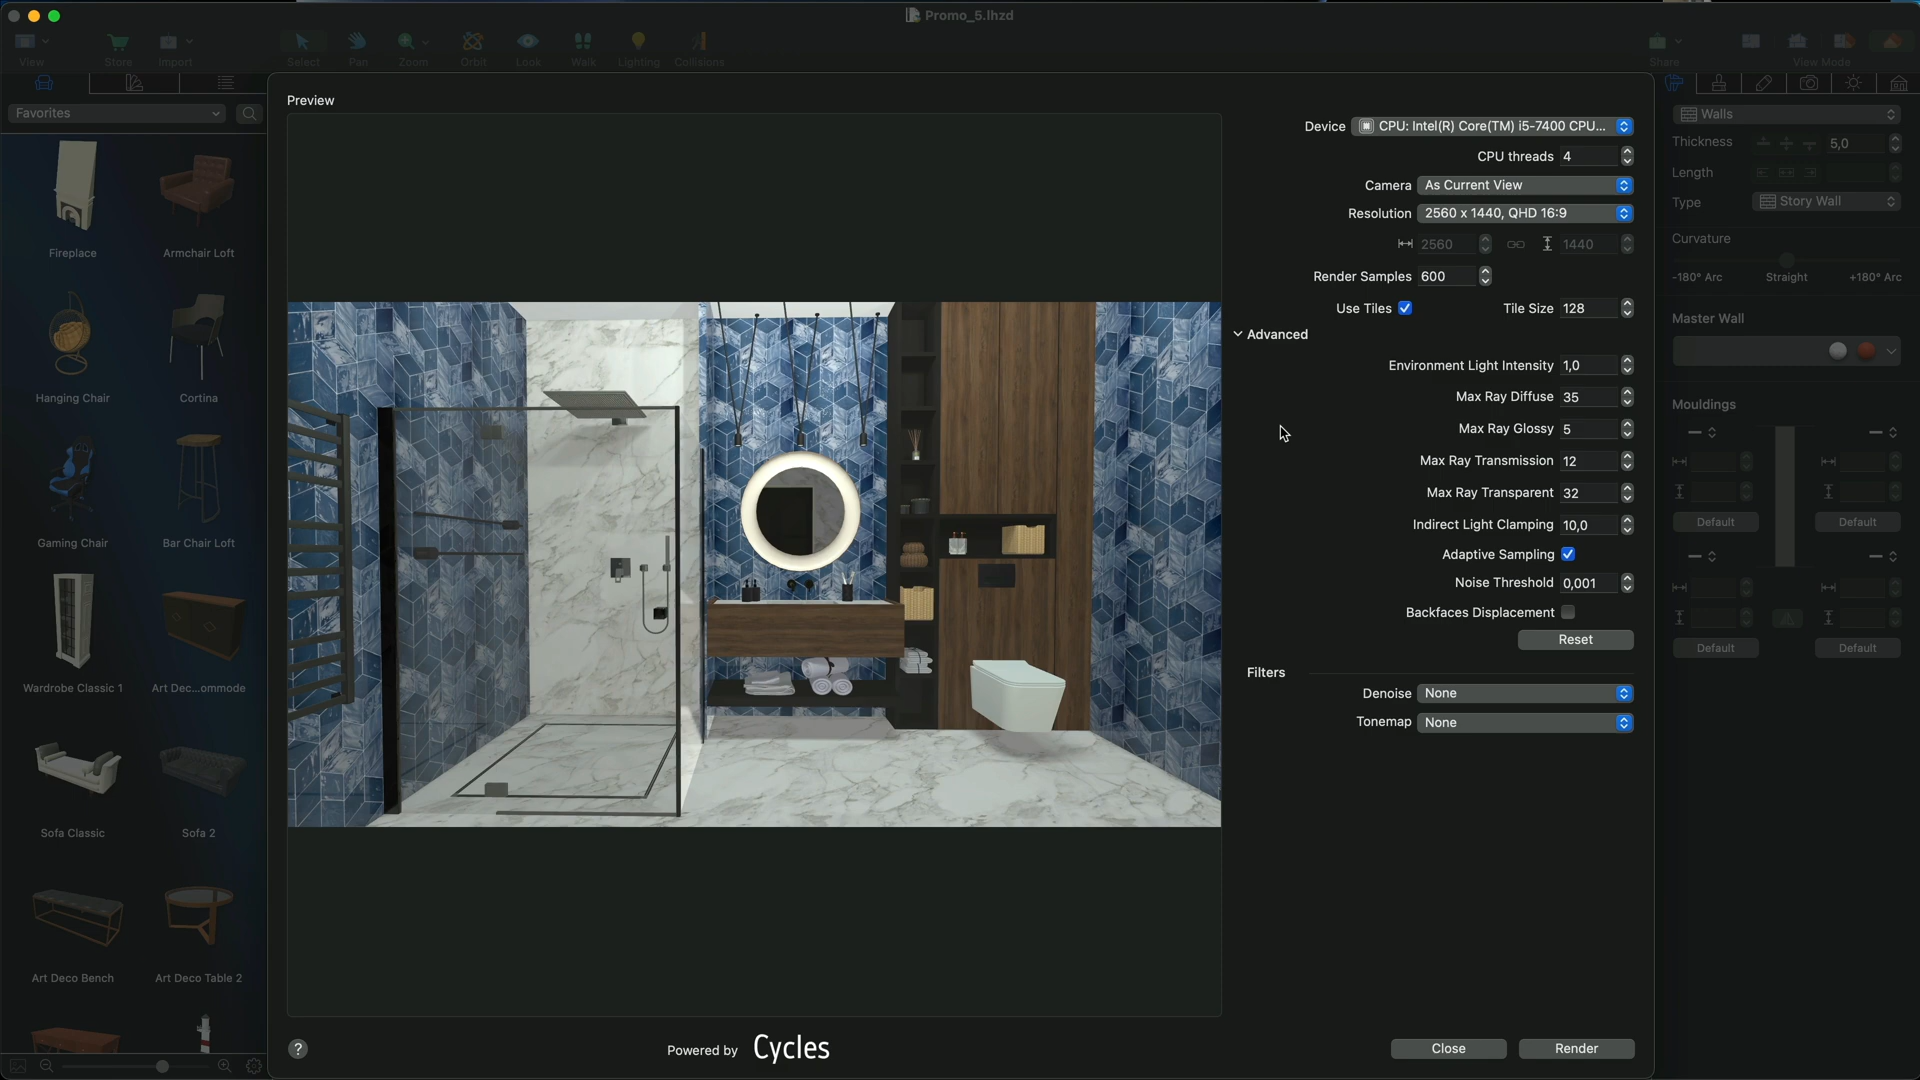 Promo_5.lhzd
View
Store
Import
Select
Pan
Zoom
Orbit
Look
Walk
Lighting
Collisions
Share
View Mode
Favorites
Fireplace
Armchair Loft
Hanging Chair
Cortina
Gaming Chair
Bar Chair Loft
Wardrobe Classic 1
Art Dec...ommode
Sofa Classic
Sofa 2
Art Deco Bench
Art Deco Table 2
Preview
Device CPU: Intel(R) Core(TM) i5-7400 CPU...
CPU threads 4
Camera As Current View
Resolution 2560 x 1440, QHD 16:9
2560 1440
Render Samples 600
Use Tiles Tile Size 128
Advanced
Environment Light Intensity 1,0
Max Ray Diffuse 35
Max Ray Glossy 5
Max Ray Transmission 12
Max Ray Transparent 32
Indirect Light Clamping 10,0
Adaptive Sampling
Noise Threshold 0,001
Backfaces Displacement
Reset
Filters
Denoise None
Tonemap None
?
Powered by Cycles
Close
Render
Walls
Thickness 5,0
Length
Type Story Wall
Curvature
-180° Arc Straight +180° Arc
Master Wall
Mouldings
Default Default
Default Default